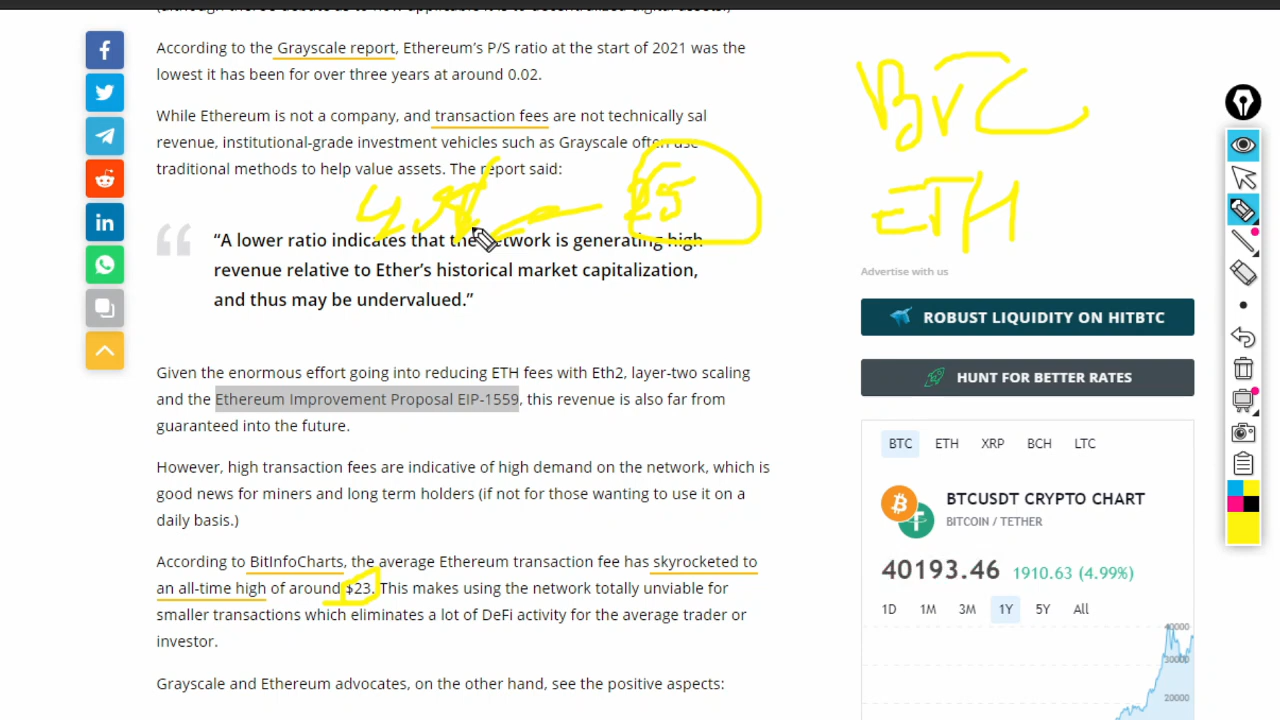 According to the Grayscale report, Ethereum's P/S ratio at the start of 2021 was the
lowest it has been for over three years at around 0.02.
While Ethereum is not a company, and transaction fees are not technically sal
revenue, institutional-grade investment vehicles such as Grayscale often use
traditional methods to help value assets. The report said:
“A lower ratio indicates that the network is generating high
revenue relative to Ether's historical market capitalization,
and thus may be undervalued.”
Given the enormous effort going into reducing ETH fees with Eth2, layer-two scaling
and the Ethereum Improvement Proposal EIP-1559, this revenue is also far from
guaranteed into the future.
However, high transaction fees are indicative of high demand on the network, which is
good news for miners and long term holders (if not for those wanting to use it on a
daily basis.)
According to BitInfoCharts, the average Ethereum transaction fee has skyrocketed to
an all-time high of around $23. This makes using the network totally unviable for
smaller transactions which eliminates a lot of DeFi activity for the average trader or
investor.
Grayscale and Ethereum advocates, on the other hand, see the positive aspects:
25
BTC
ETH
Advertise with us
ROBUST LIQUIDITY ON HITBTC
HUNT FOR BETTER RATES
BTC ETH XRP BCH LTC
BTCUSDT CRYPTO CHART
BITCOIN / TETHER
40193.46 1910.63 (4.99%)
1D 1M 3M 1Y 5Y All
40000
30000
20000